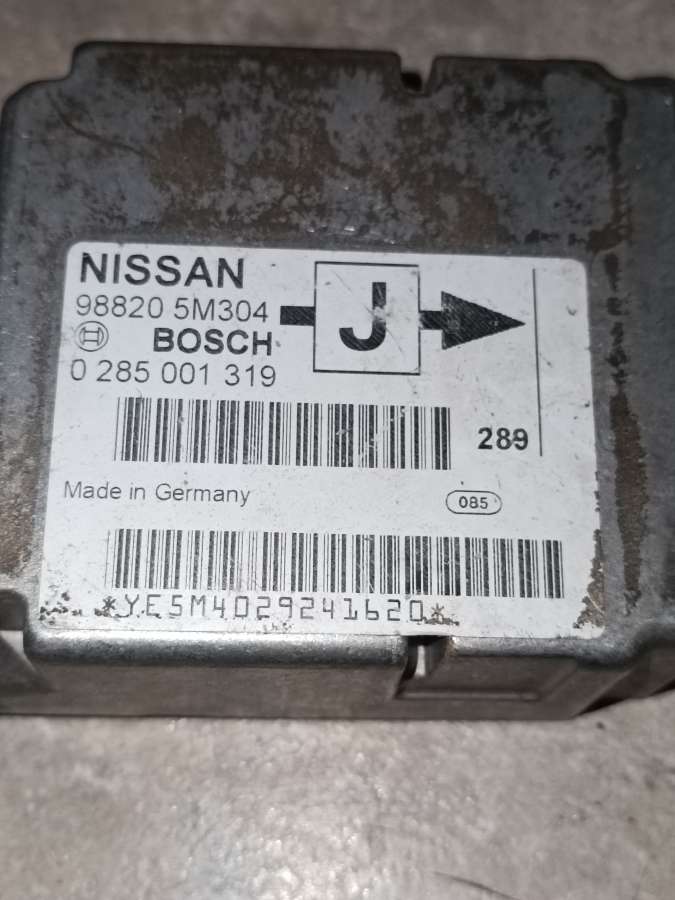 NISSAN
98820 5M304
J
BOSCH
0 285 001 319
289
Made in Germany
085
*YE5M4029241620*